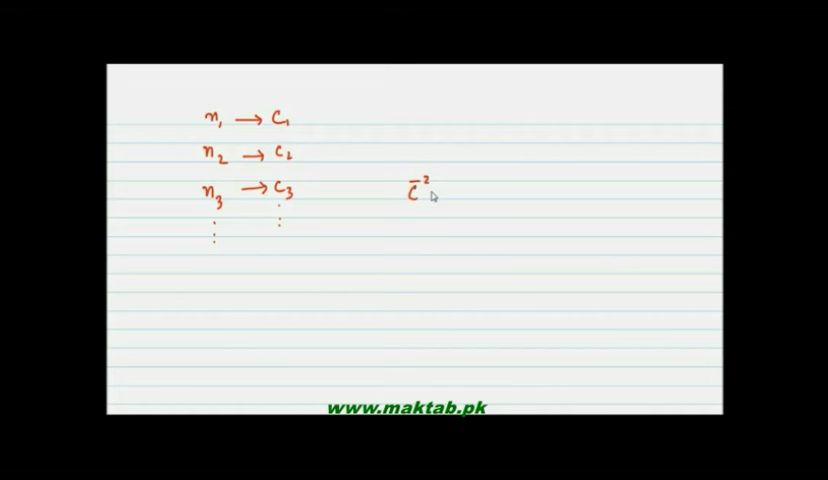 n₁ → C₁
n₂ → C₂
n₃ → C₃
⋮ ⋮
C̄²
www.maktab.pk